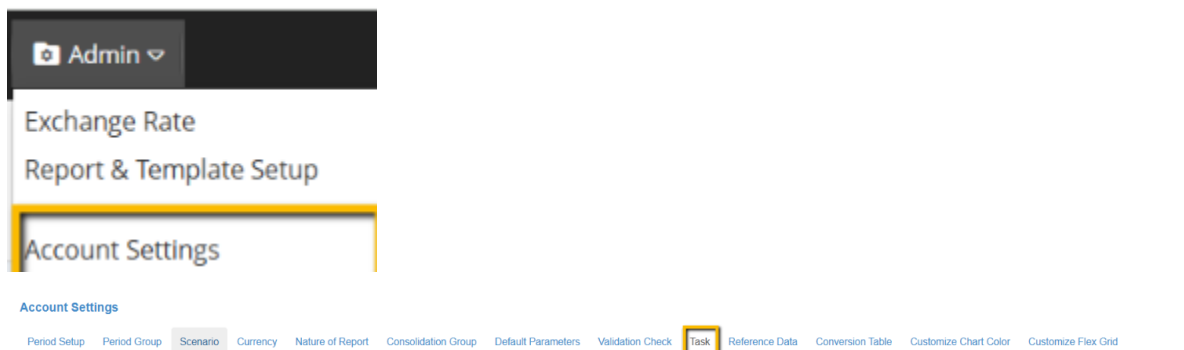 Admin
Exchange Rate
Report & Template Setup
Account Settings
Account Settings
Period Setup Period Group Scenario Currency Nature of Report Consolidation Group Default Parameters Validation Check Task Reference Data Conversion Table Customize Chart Color Customize Flex Grid